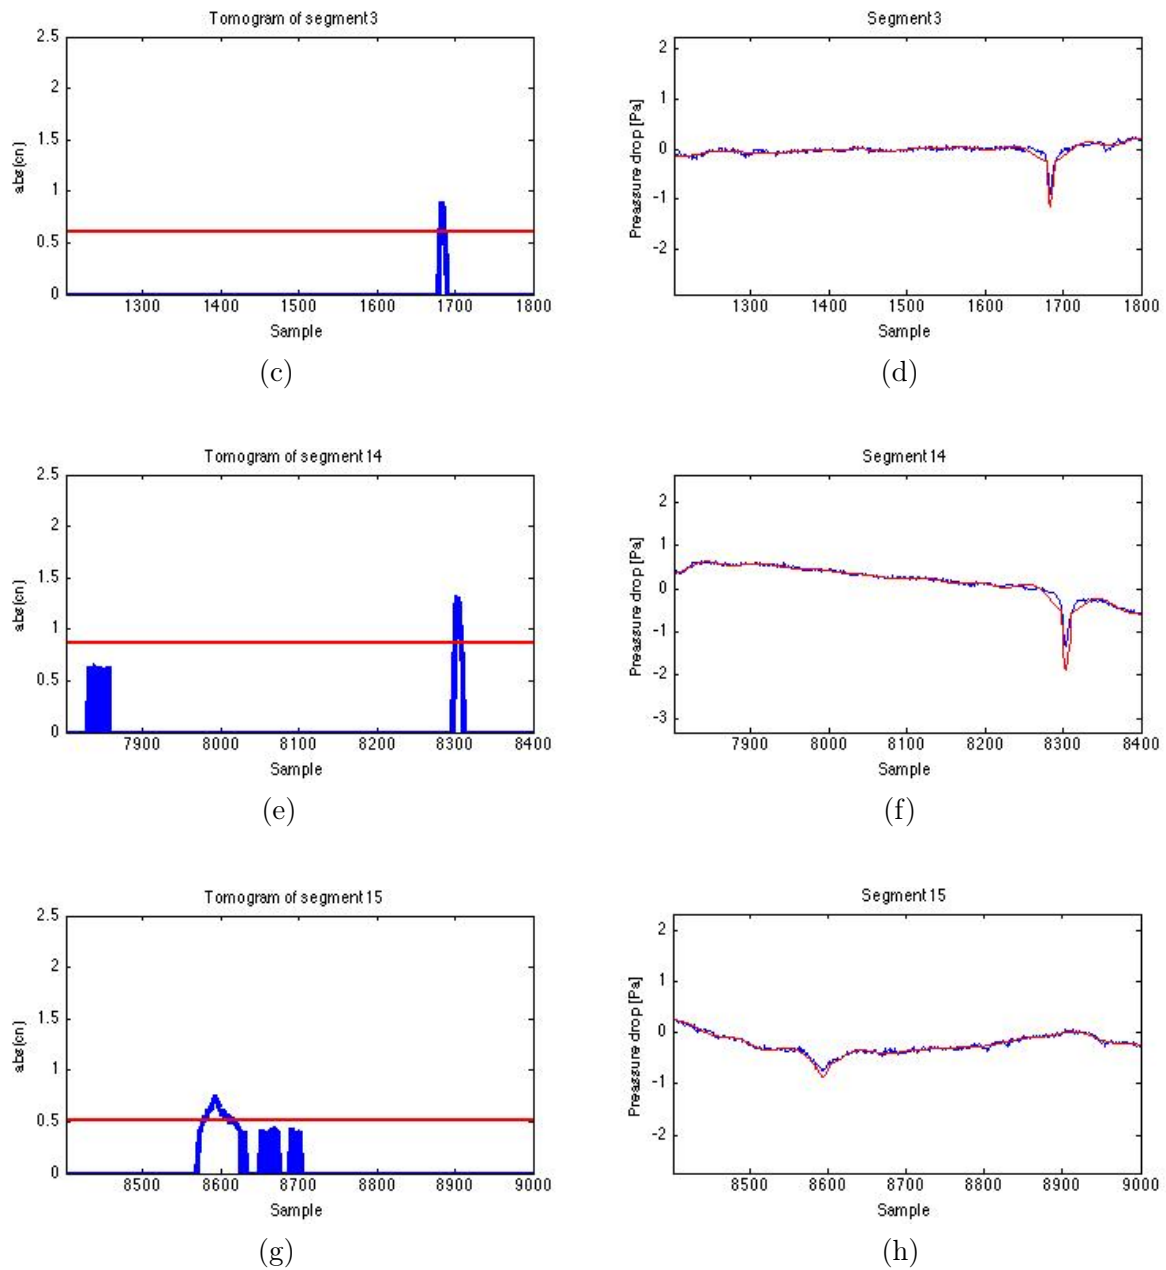 Tomogram of segment 3
2.5
2
1.5
1
0.5
0
abs(cn)
1300 1400 1500 1600 1700 1800
Sample
(c)
Segment 3
2
1
0
-1
-2
Preassure drop [Pa]
1300 1400 1500 1600 1700 1800
Sample
(d)
Tomogram of segment 14
2.5
2
1.5
1
0.5
0
abs(cn)
7900 8000 8100 8200 8300 8400
Sample
(e)
Segment 14
2
1
0
-1
-2
-3
Preassure drop [Pa]
7900 8000 8100 8200 8300 8400
Sample
(f)
Tomogram of segment 15
2.5
2
1.5
1
0.5
0
abs(cn)
8500 8600 8700 8800 8900 9000
Sample
(g)
Segment 15
2
1
0
-1
-2
Preassure drop [Pa]
8500 8600 8700 8800 8900 9000
Sample
(h)